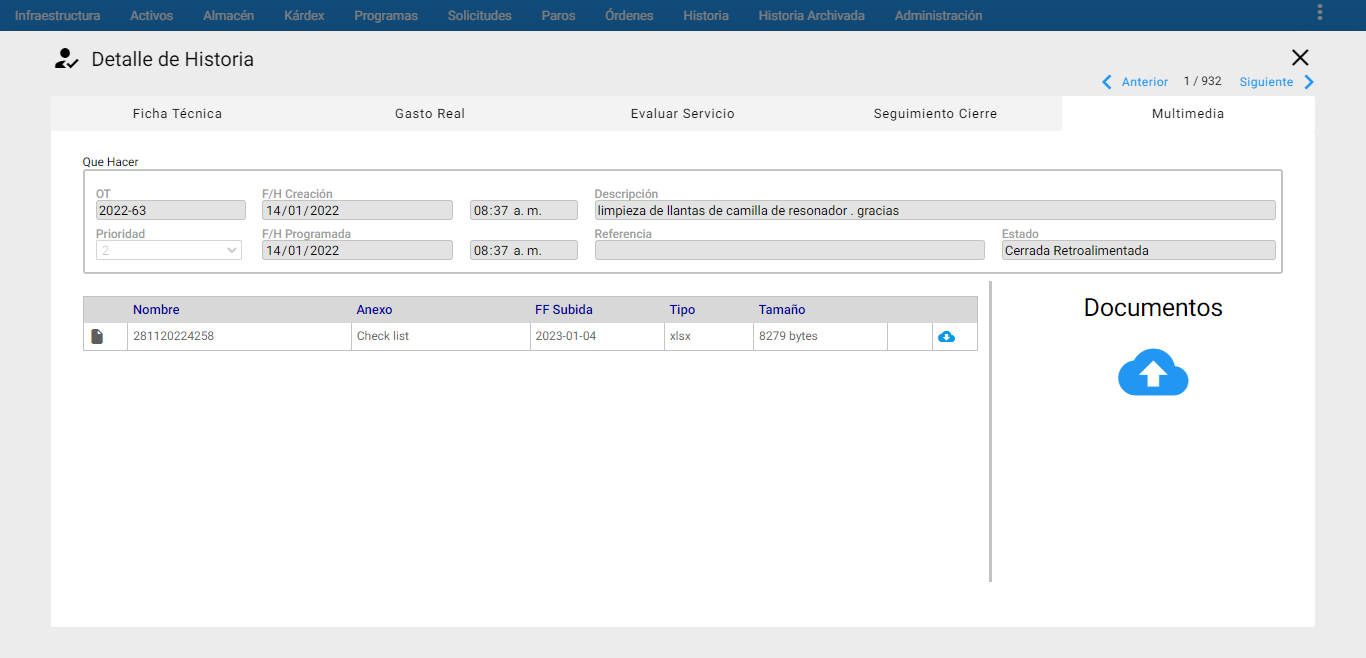 Infraestructura Activos Almacén Kárdex Programas Solicitudes Paros Órdenes Historia Historia Archivada Administración
Detalle de Historia
Anterior 1 / 932 Siguiente
Ficha Técnica Gasto Real Evaluar Servicio Seguimiento Cierre Multimedia
Que Hacer
OT F/H Creación Descripción
2022-63 14/01/2022 08:37 a. m. limpieza de llantas de camilla de resonador . gracias
Prioridad F/H Programada Referencia Estado
2 14/01/2022 08:37 a. m. Cerrada Retroalimentada
Nombre Anexo FF Subida Tipo Tamaño
281120224258 Check list 2023-01-04 xlsx 8279 bytes
Documentos